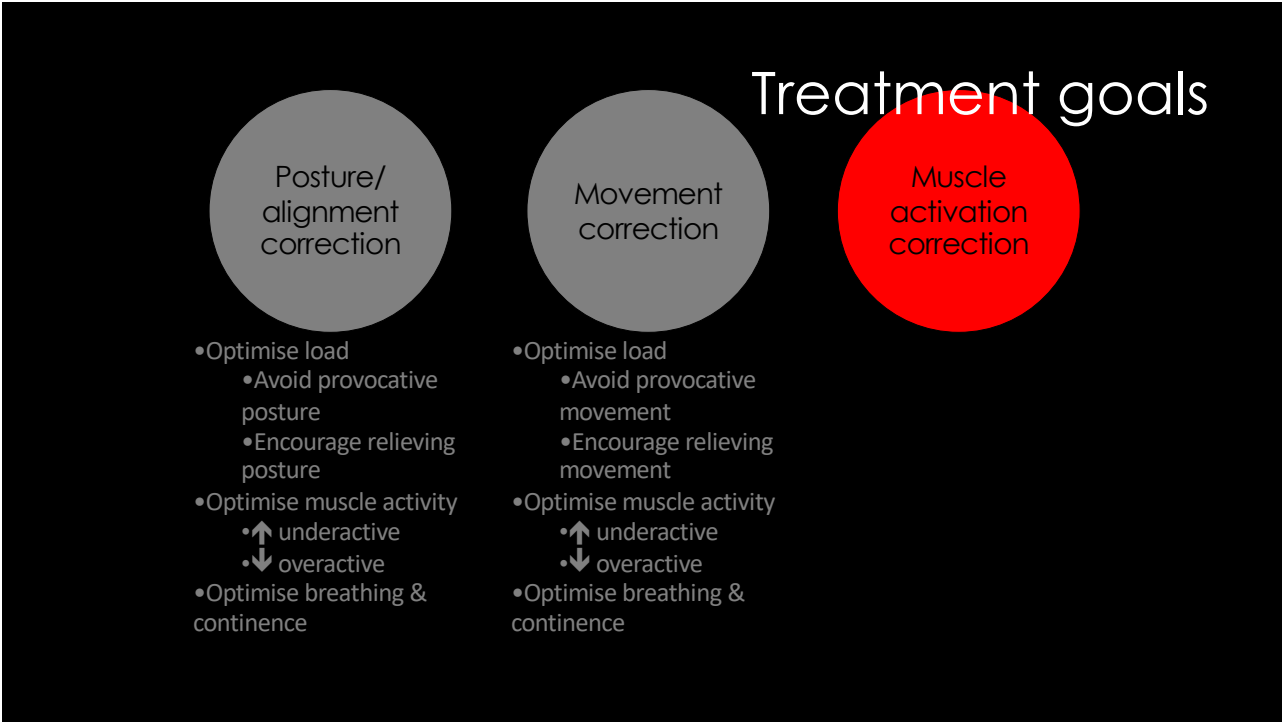 Treatment goals
Posture/
alignment
correction
•Optimise load
•Avoid provocative
posture
•Encourage relieving
posture
•Optimise muscle activity
•🡹 underactive
•🡻 overactive
•Optimise breathing &
continence
Movement
correction
•Optimise load
•Avoid provocative
movement
•Encourage relieving
movement
•Optimise muscle activity
•🡹 underactive
•🡻 overactive
•Optimise breathing &
continence
Muscle
activation
correction